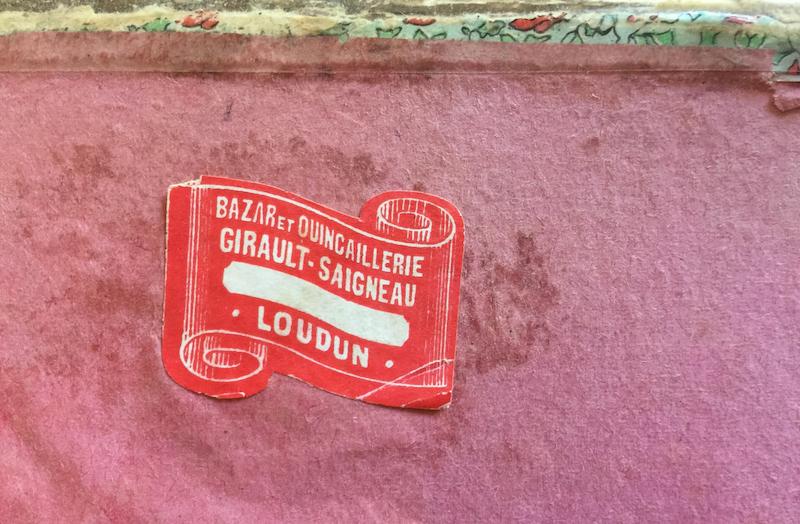 BAZAR ET QUINCAILLERIE
GIRAULT-SAIGNEAU
• LOUDUN •